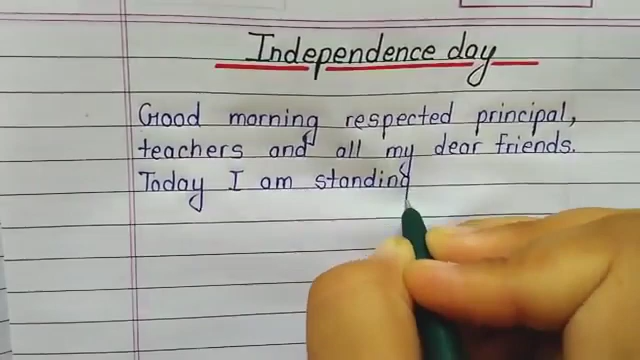 Independence day
Good morning respected principal,
teachers and all my dear friends.
Today I am standing